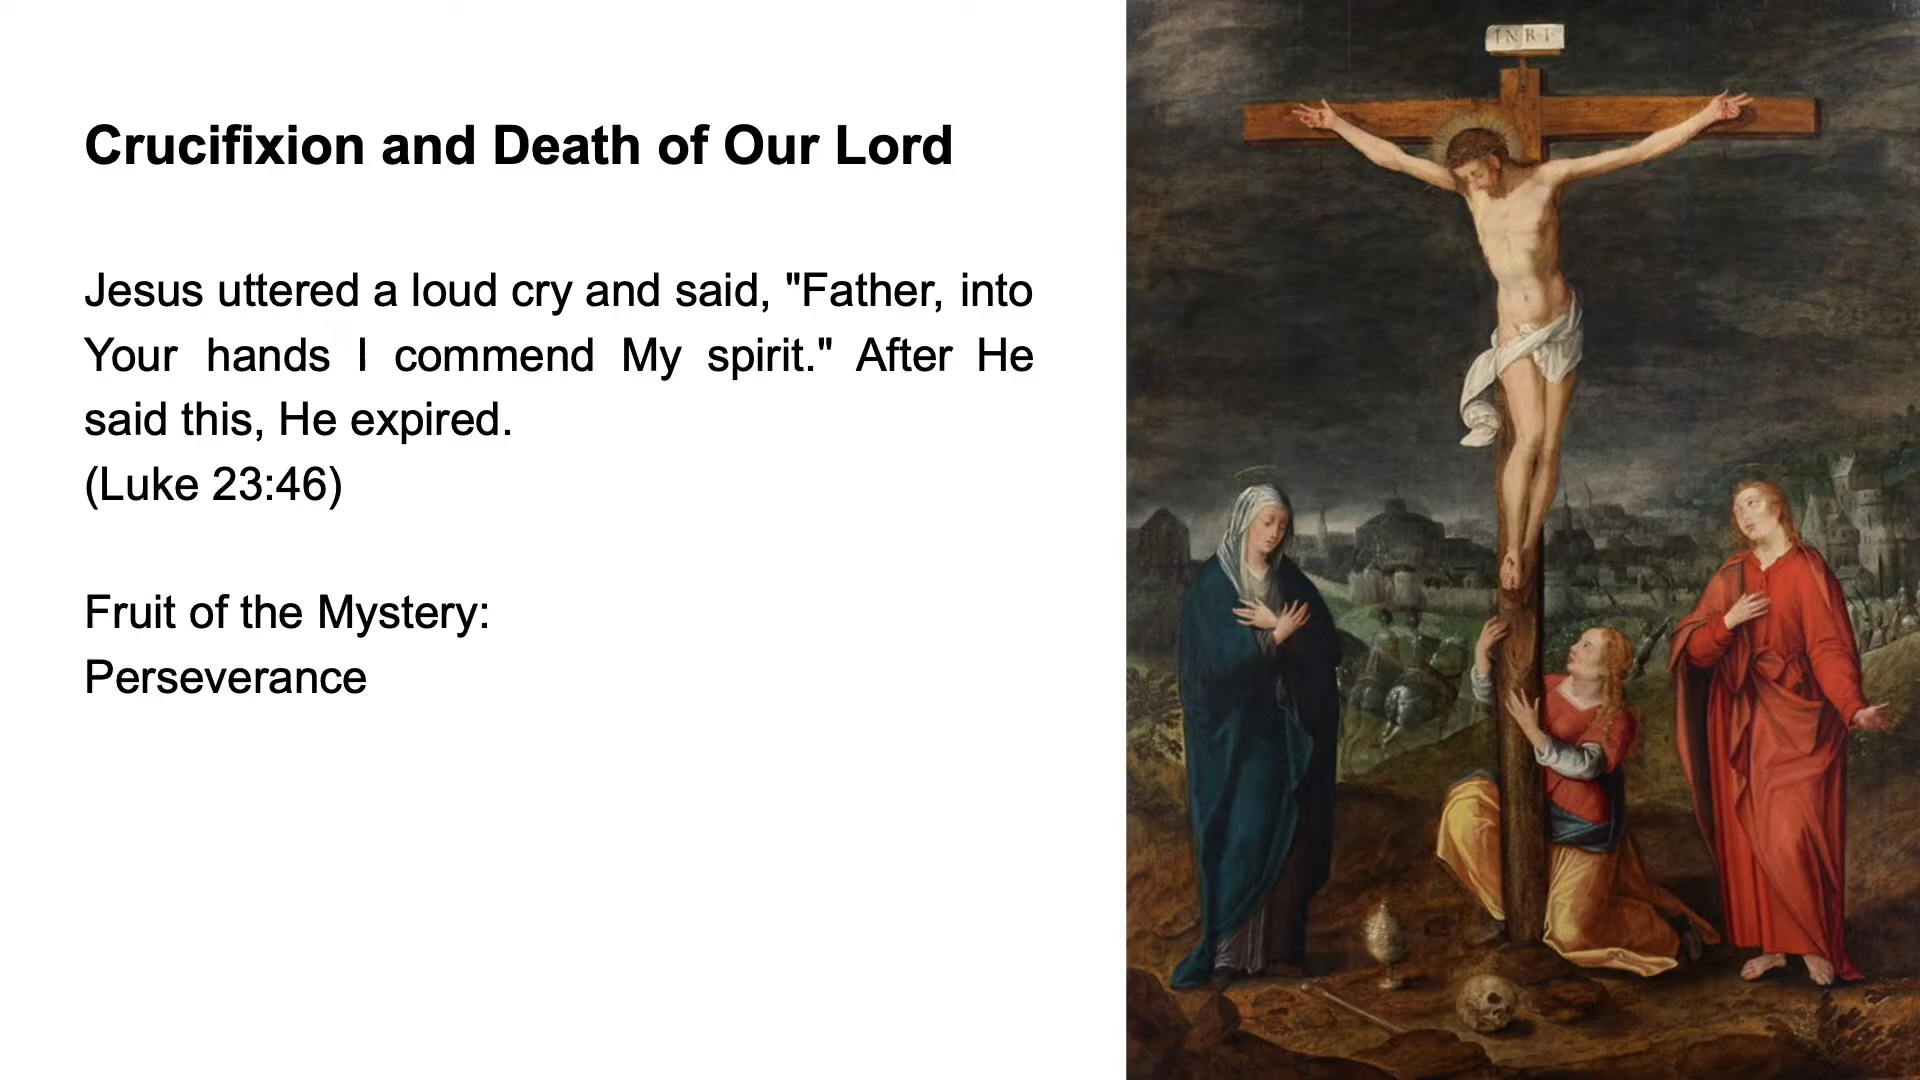 Crucifixion and Death of Our Lord
Jesus uttered a loud cry and said, "Father, into
Your hands I commend My spirit." After He
said this, He expired.
(Luke 23:46)
Fruit of the Mystery:
Perseverance
INRI